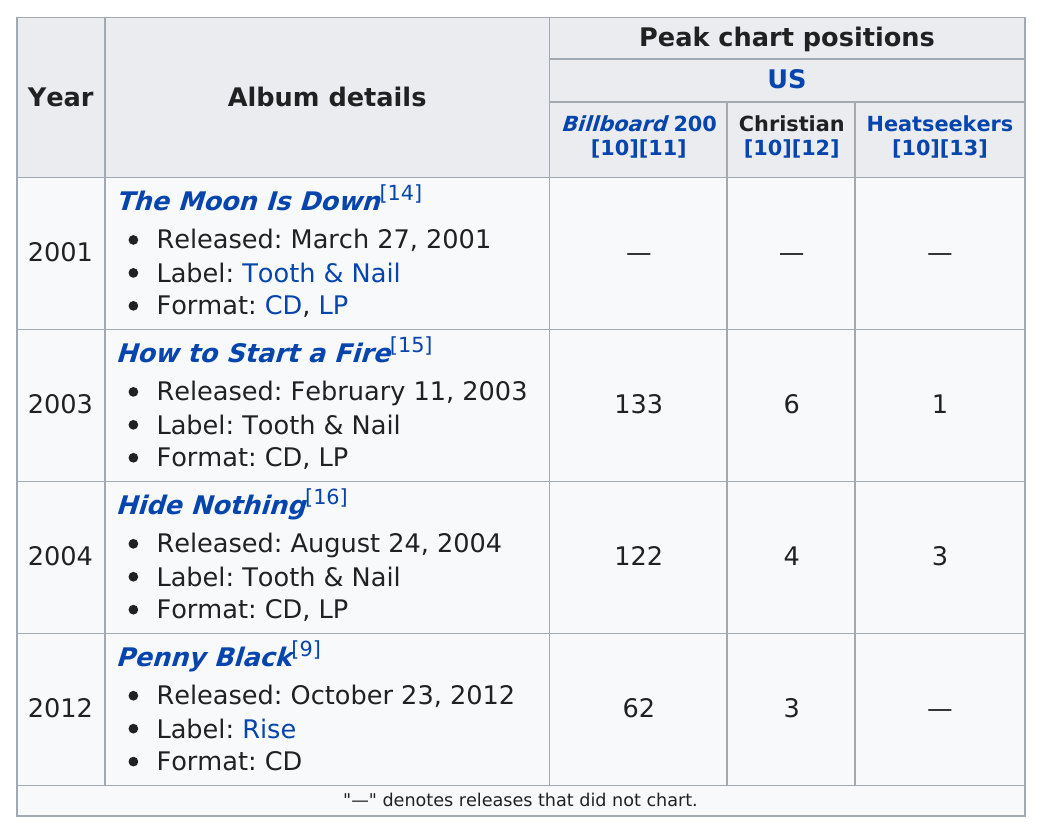 Year
Album details
Peak chart positions
US
Billboard 200
[10][11]
Christian
[10][12]
Heatseekers
[10][13]
2001
The Moon Is Down[14]
• Released: March 27, 2001
• Label: Tooth & Nail
• Format: CD, LP
— — —
2003
How to Start a Fire[15]
• Released: February 11, 2003
• Label: Tooth & Nail
• Format: CD, LP
133 6 1
2004
Hide Nothing[16]
• Released: August 24, 2004
• Label: Tooth & Nail
• Format: CD, LP
122 4 3
2012
Penny Black[9]
• Released: October 23, 2012
• Label: Rise
• Format: CD
62 3 —
"—" denotes releases that did not chart.